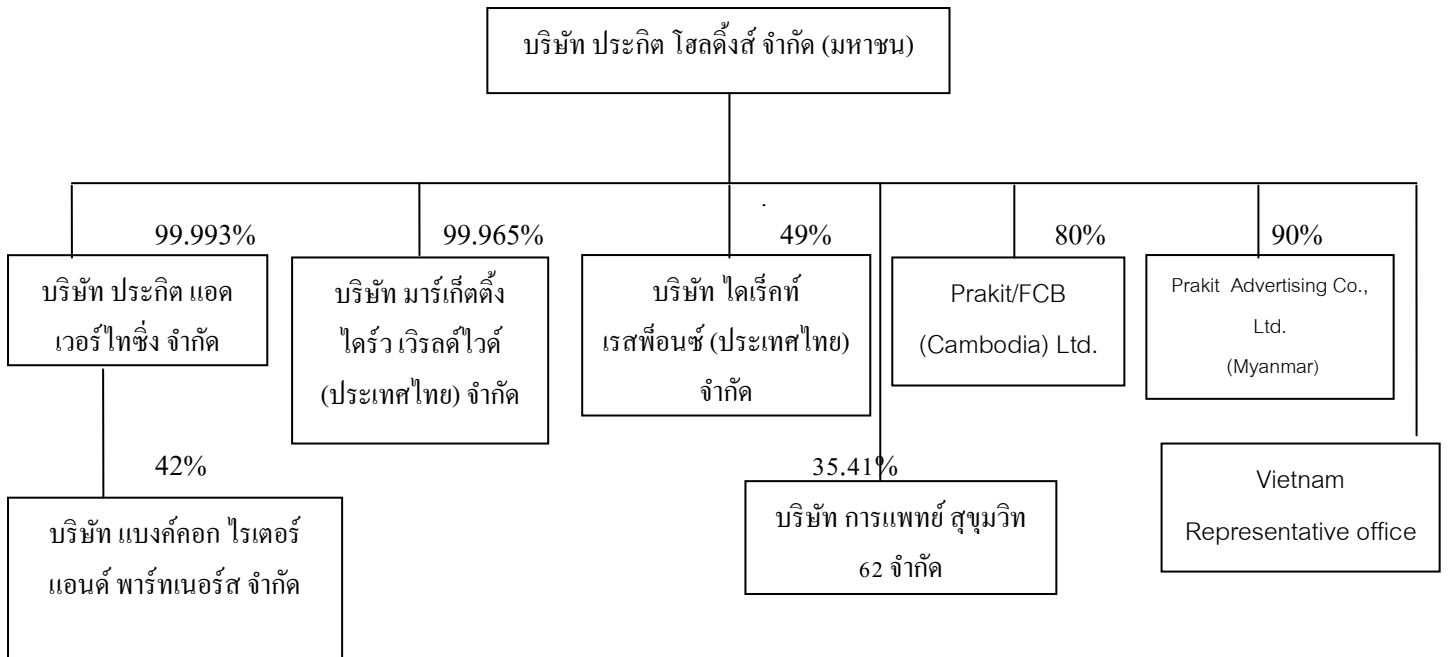 บริษัท ประกิต โฮลดิ้งส์ จำกัด (มหาชน)
99.993%
99.965%
49%
80%
90%
บริษัท ประกิต แอด
เวอร์ไทซิ่ง จำกัด
บริษัท มาร์เก็ตติ้ง
ไดร์ว เวิรลด์ไวด์
(ประเทศไทย) จำกัด
บริษัท ไดเร็คท์
เรสพ็อนซ์ (ประเทศไทย)
จำกัด
Prakit/FCB
(Cambodia) Ltd.
Prakit Advertising Co.,
Ltd.
(Myanmar)
42%
35.41%
บริษัท แบงค์คอก ไรเตอร์
แอนด์ พาร์ทเนอร์ส จำกัด
บริษัท การแพทย์ สุขุมวิท
62 จำกัด
Vietnam
Representative office